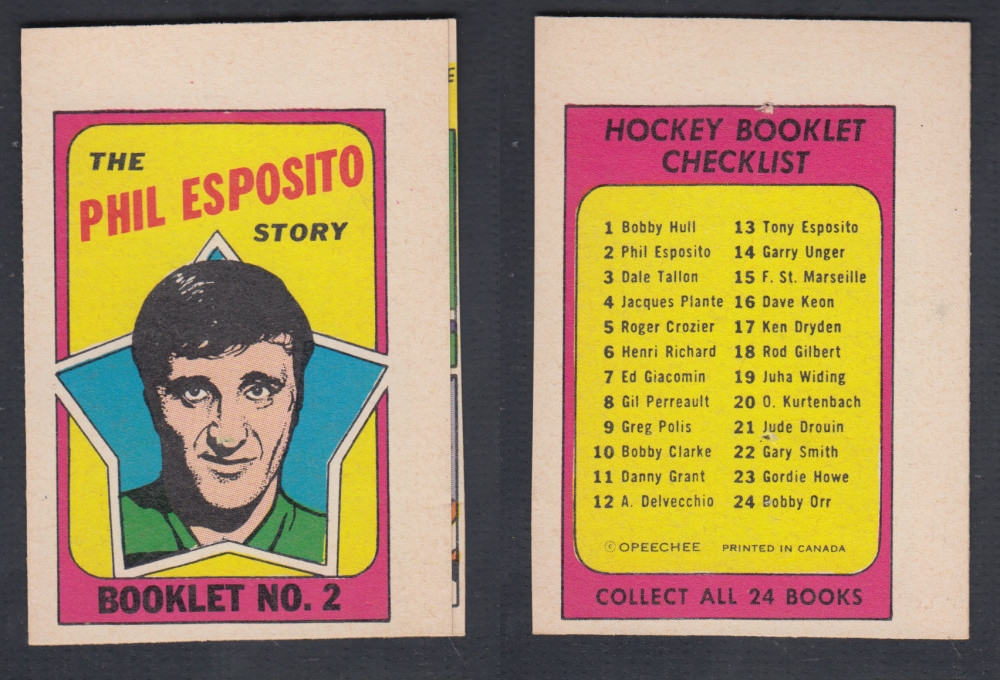 THE
PHIL ESPOSITO
STORY
BOOKLET NO. 2
HOCKEY BOOKLET
CHECKLIST
1 Bobby Hull
2 Phil Esposito
3 Dale Tallon
4 Jacques Plante
5 Roger Crozier
6 Henri Richard
7 Ed Giacomin
8 Gil Perreault
9 Greg Polis
10 Bobby Clarke
11 Danny Grant
12 A. Delvecchio
13 Tony Esposito
14 Garry Unger
15 F. St. Marseille
16 Dave Keon
17 Ken Dryden
18 Rod Gilbert
19 Juha Widing
20 O. Kurtenbach
21 Jude Drouin
22 Gary Smith
23 Gordie Howe
24 Bobby Orr
© OPEECHEE PRINTED IN CANADA
COLLECT ALL 24 BOOKS